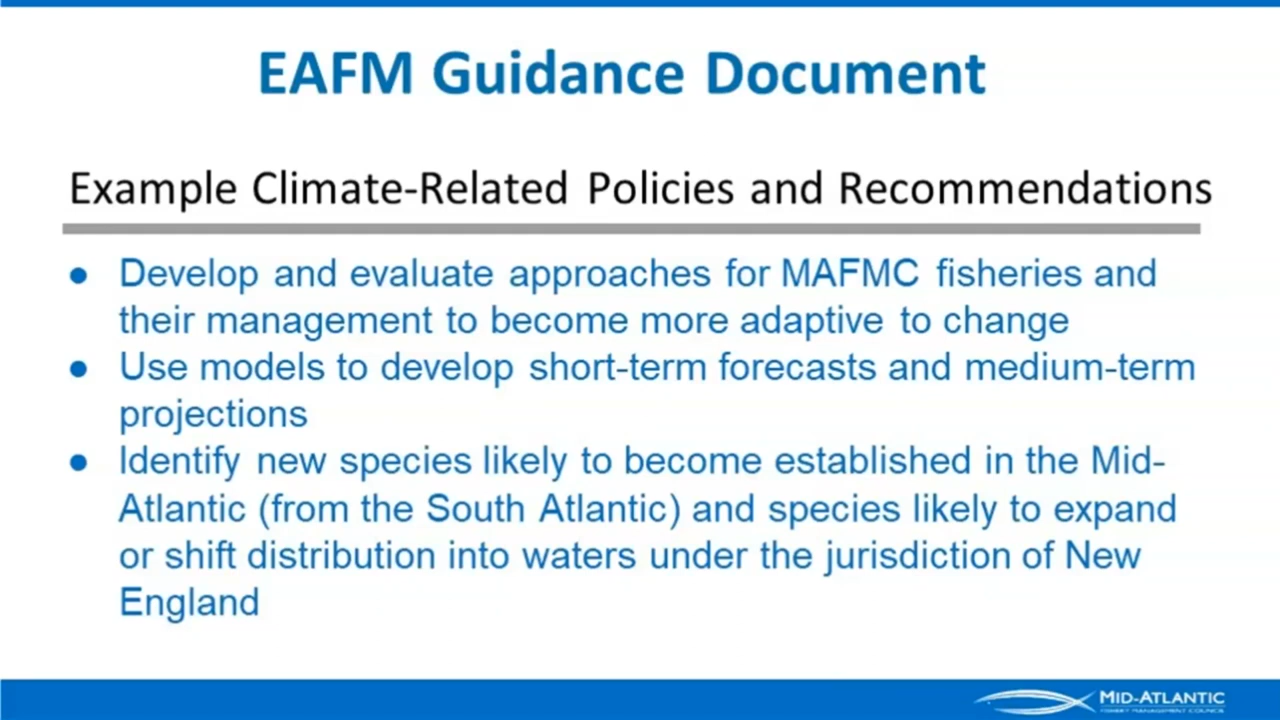 EAFM Guidance Document
Example Climate-Related Policies and Recommendations
● Develop and evaluate approaches for MAFMC fisheries and
their management to become more adaptive to change
● Use models to develop short-term forecasts and medium-term
projections
● Identify new species likely to become established in the Mid-
Atlantic (from the South Atlantic) and species likely to expand
or shift distribution into waters under the jurisdiction of New
England
MID-ATLANTIC
FISHERY MANAGEMENT COUNCIL